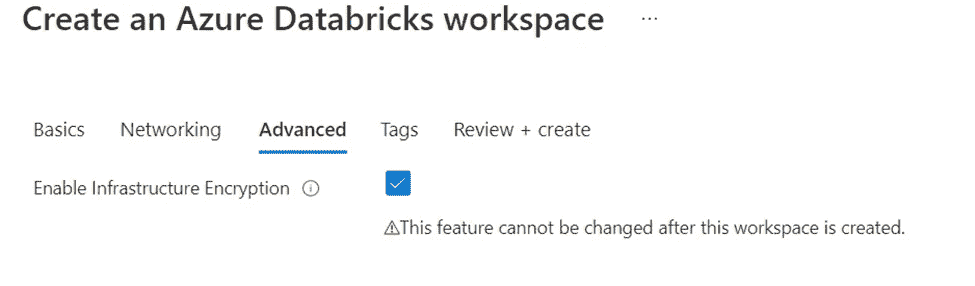 Create an Azure Databricks workspace ...
Basics Networking Advanced Tags Review + create
Enable Infrastructure Encryption
⚠This feature cannot be changed after this workspace is created.